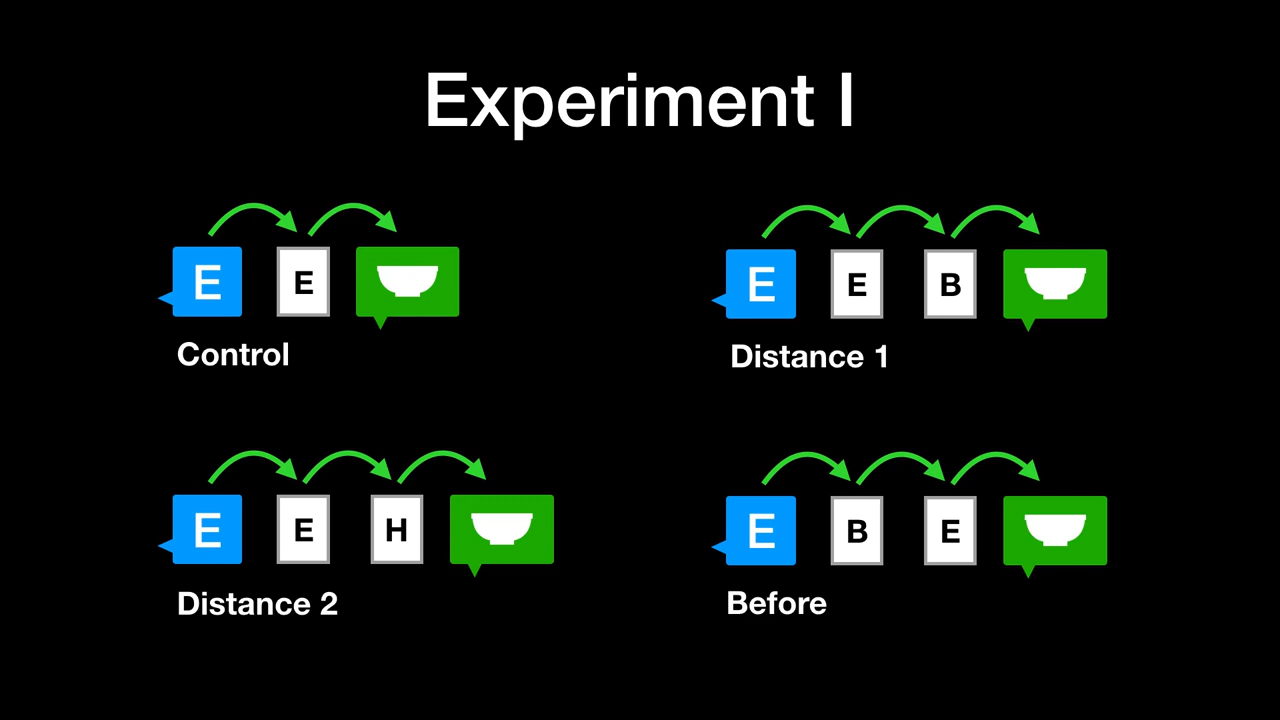 Experiment I
E E
Control
E E B
Distance 1
E E H
Distance 2
E B E
Before